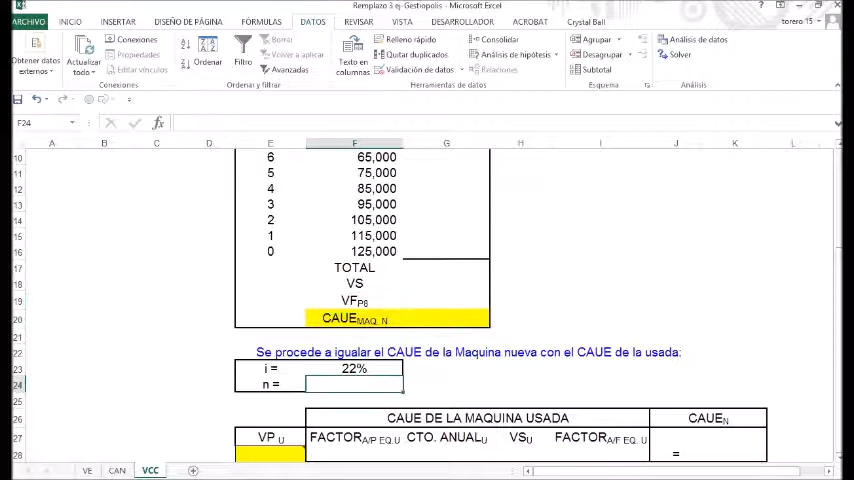 Remplazo 3 ej- Gestiopolis - Microsoft Excel
ARCHIVO INICIO INSERTAR DISEÑO DE PÁGINA FÓRMULAS DATOS REVISAR VISTA DESARROLLADOR ACROBAT Crystal Ball torero 15
Obtener datos externos
Actualizar todo
Conexiones
Propiedades
Editar vínculos
Conexiones
Ordenar
Filtro
Borrar
Volver a aplicar
Avanzadas
Ordenar y filtrar
Texto en columnas
Relleno rápido
Quitar duplicados
Validación de datos
Consolidar
Análisis de hipótesis
Relaciones
Herramientas de datos
Agrupar
Desagrupar
Subtotal
Esquema
Análisis de datos
Solver
Análisis
F24 fx
A B C D E F G H I J K L
10 6 65,000
11 5 75,000
12 4 85,000
13 3 95,000
14 2 105,000
15 1 115,000
16 0 125,000
17 TOTAL
18 VS
19 VFP6
20 CAUEMAQ_N
21
22 Se procede a igualar el CAUE de la Maquina nueva con el CAUE de la usada:
23 i = 22%
24 n =
25
26 CAUE DE LA MAQUINA USADA CAUEN
27 VP U FACTORA/P EQ.U CTO. ANUALU VSU FACTORA/F EQ. U
28 =
VE CAN VCC